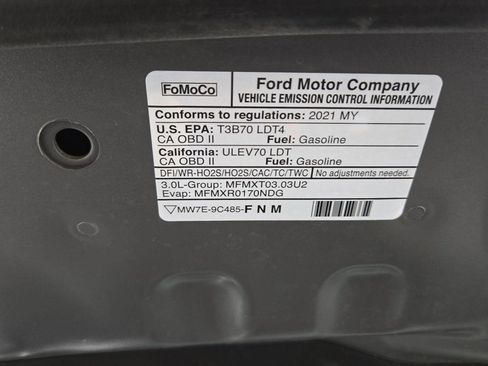 FoMoCo
Ford Motor Company
VEHICLE EMISSION CONTROL INFORMATION
Conforms to regulations: 2021 MY
U.S. EPA: T3B70 LDT4
CA OBD II Fuel: Gasoline
California: ULEV70 LDT
CA OBD II Fuel: Gasoline
DFI/WR-HO2S/HO2S/CAC/TC/TWC No adjustments needed.
3.0L-Group: MFMXT03.03U2
Evap: MFMXR0170NDG
MW7E-9C485-F N M